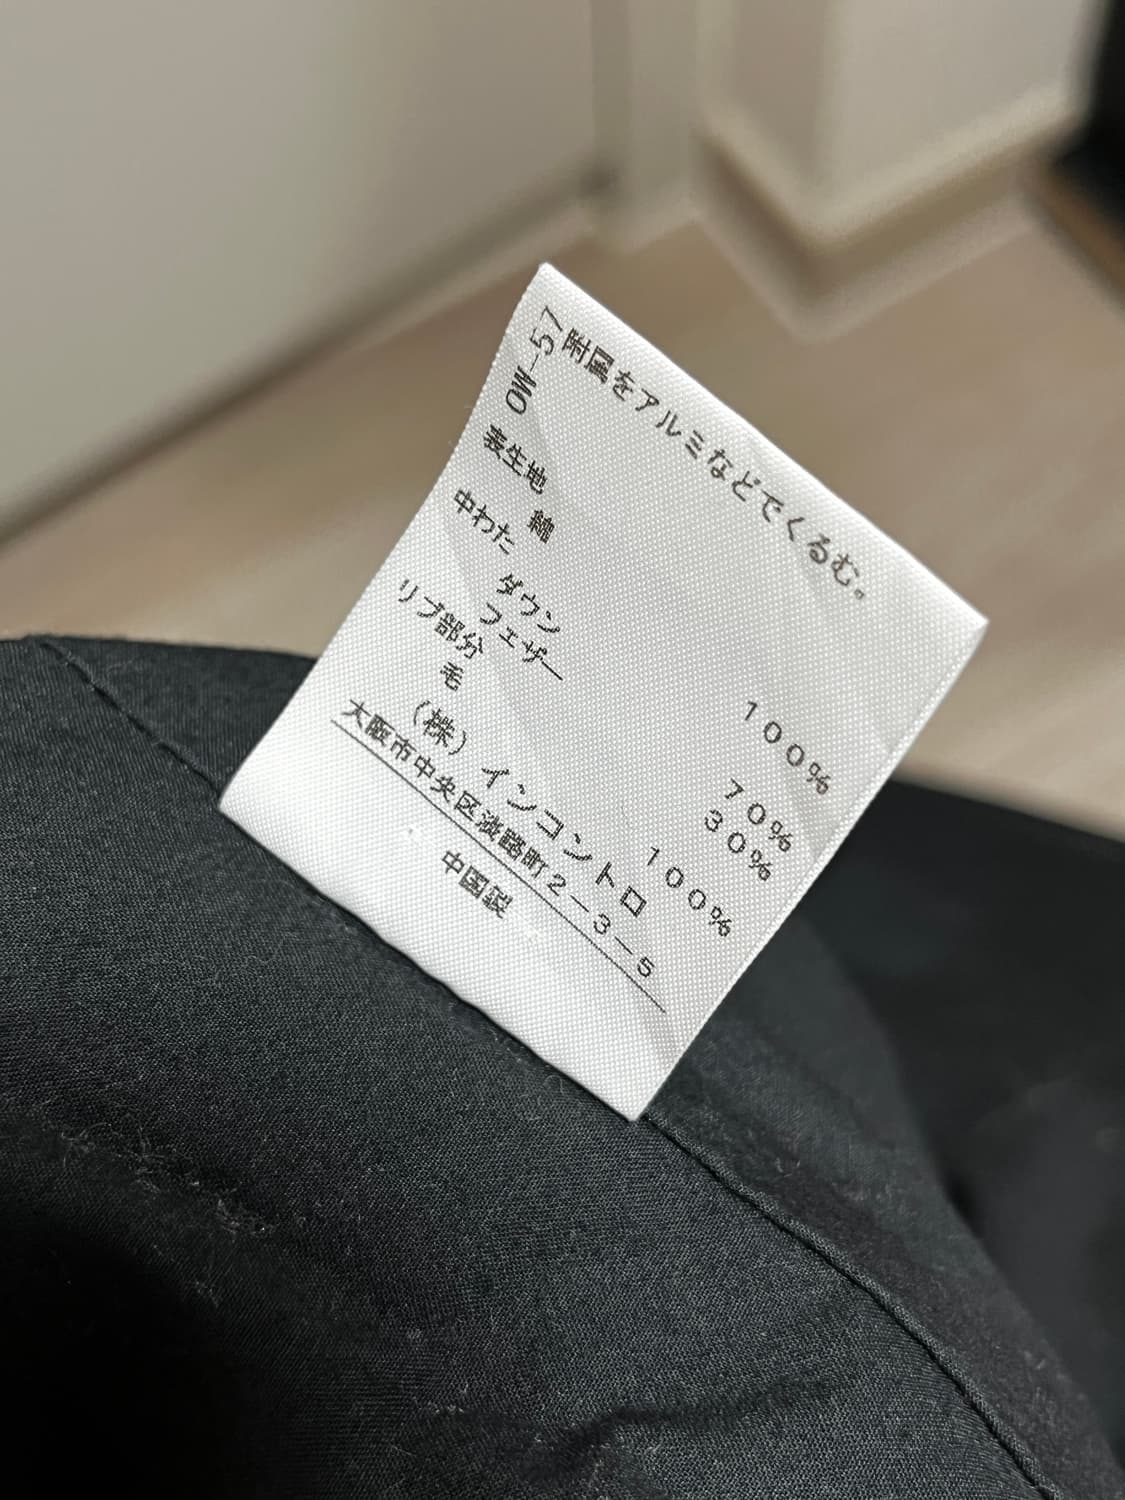 附属をアルミなどでくるむ。
OW-57
表生地
綿 100%
中わた
ダウン 70%
フェザー 30%
リブ部分
毛 100%
(株)インコントロ
大阪市中央区淡路町2-3-5
中国製